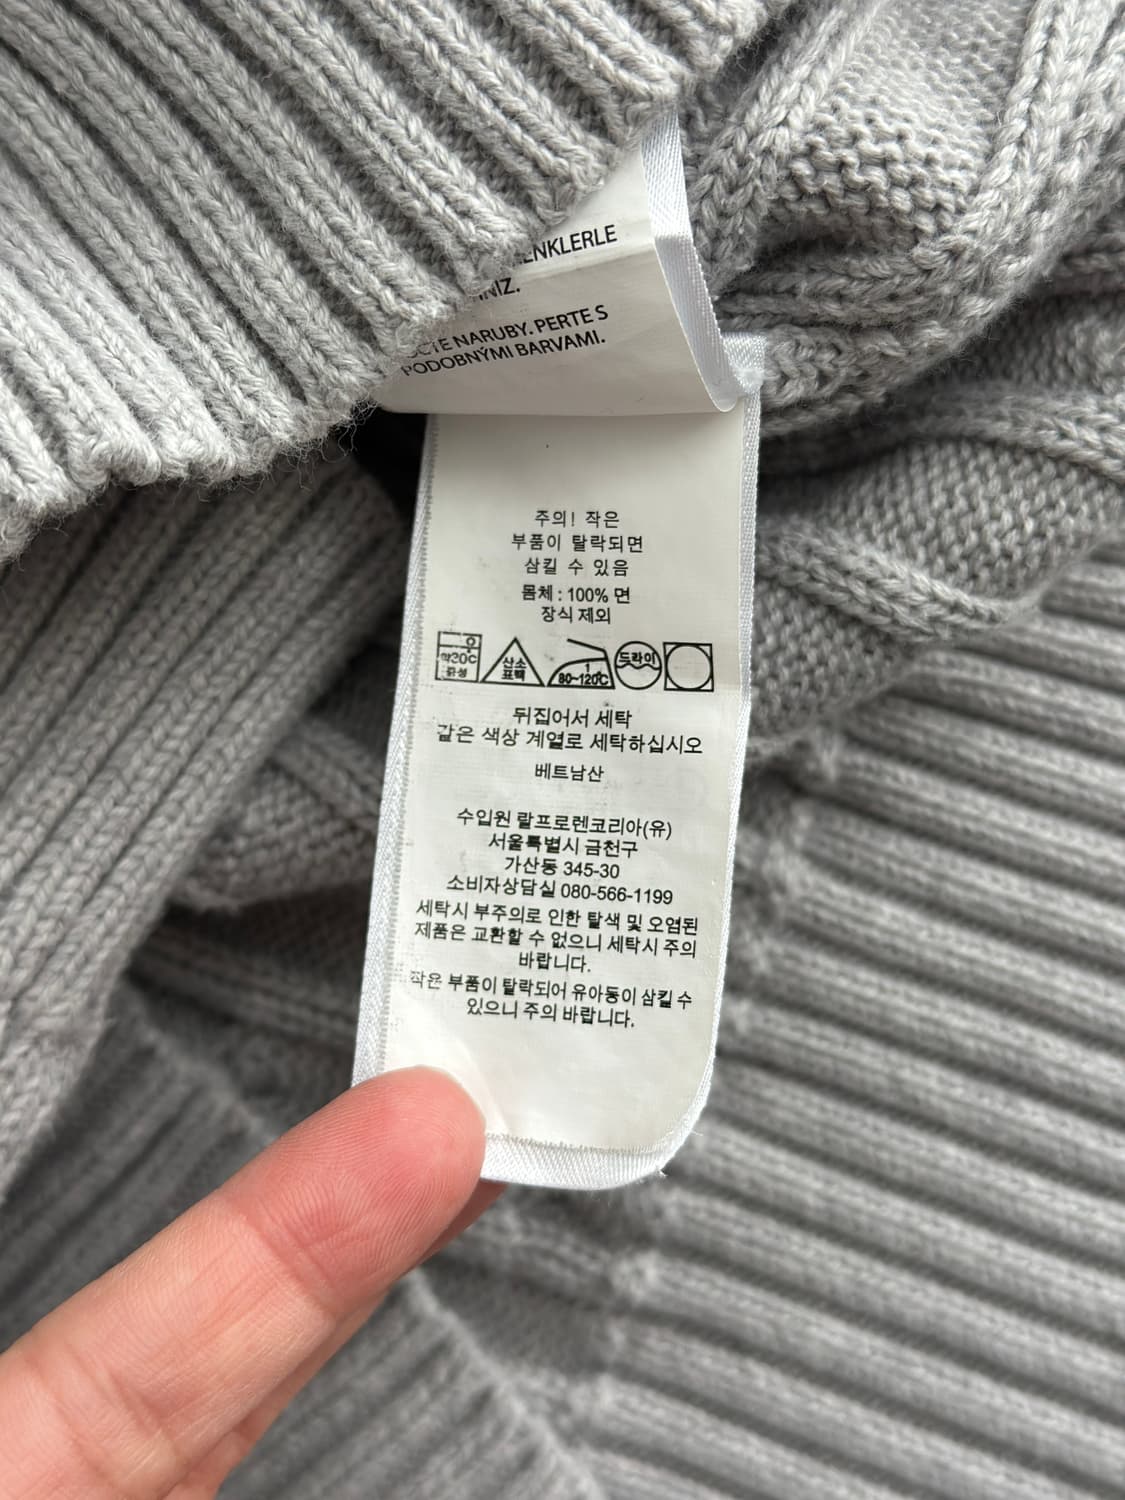 ENKLERLE
NIZ.
NARUBY. PERTE S
PODOBNÝMI BARVAMI.
주의! 작은
부품이 탈락되면
삼킬 수 있음
몸체 : 100% 면
장식 제외
약30℃
중성
산소
표백
80~120℃
드라이
뒤집어서 세탁
같은 색상 계열로 세탁하십시오
베트남산
수입원 랄프로렌코리아(유)
서울특별시 금천구
가산동 345-30
소비자상담실 080-566-1199
세탁시 부주의로 인한 탈색 및 오염된
제품은 교환할 수 없으니 세탁시 주의
바랍니다.
작은 부품이 탈락되어 유아동이 삼킬 수
있으니 주의 바랍니다.